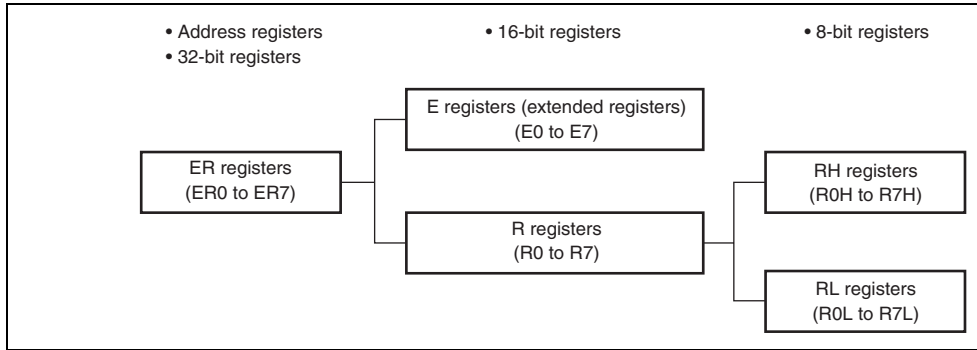 • Address registers
• 32-bit registers
• 16-bit registers
• 8-bit registers
E registers (extended registers)
(E0 to E7)
ER registers
(ER0 to ER7)
RH registers
(R0H to R7H)
R registers
(R0 to R7)
RL registers
(R0L to R7L)